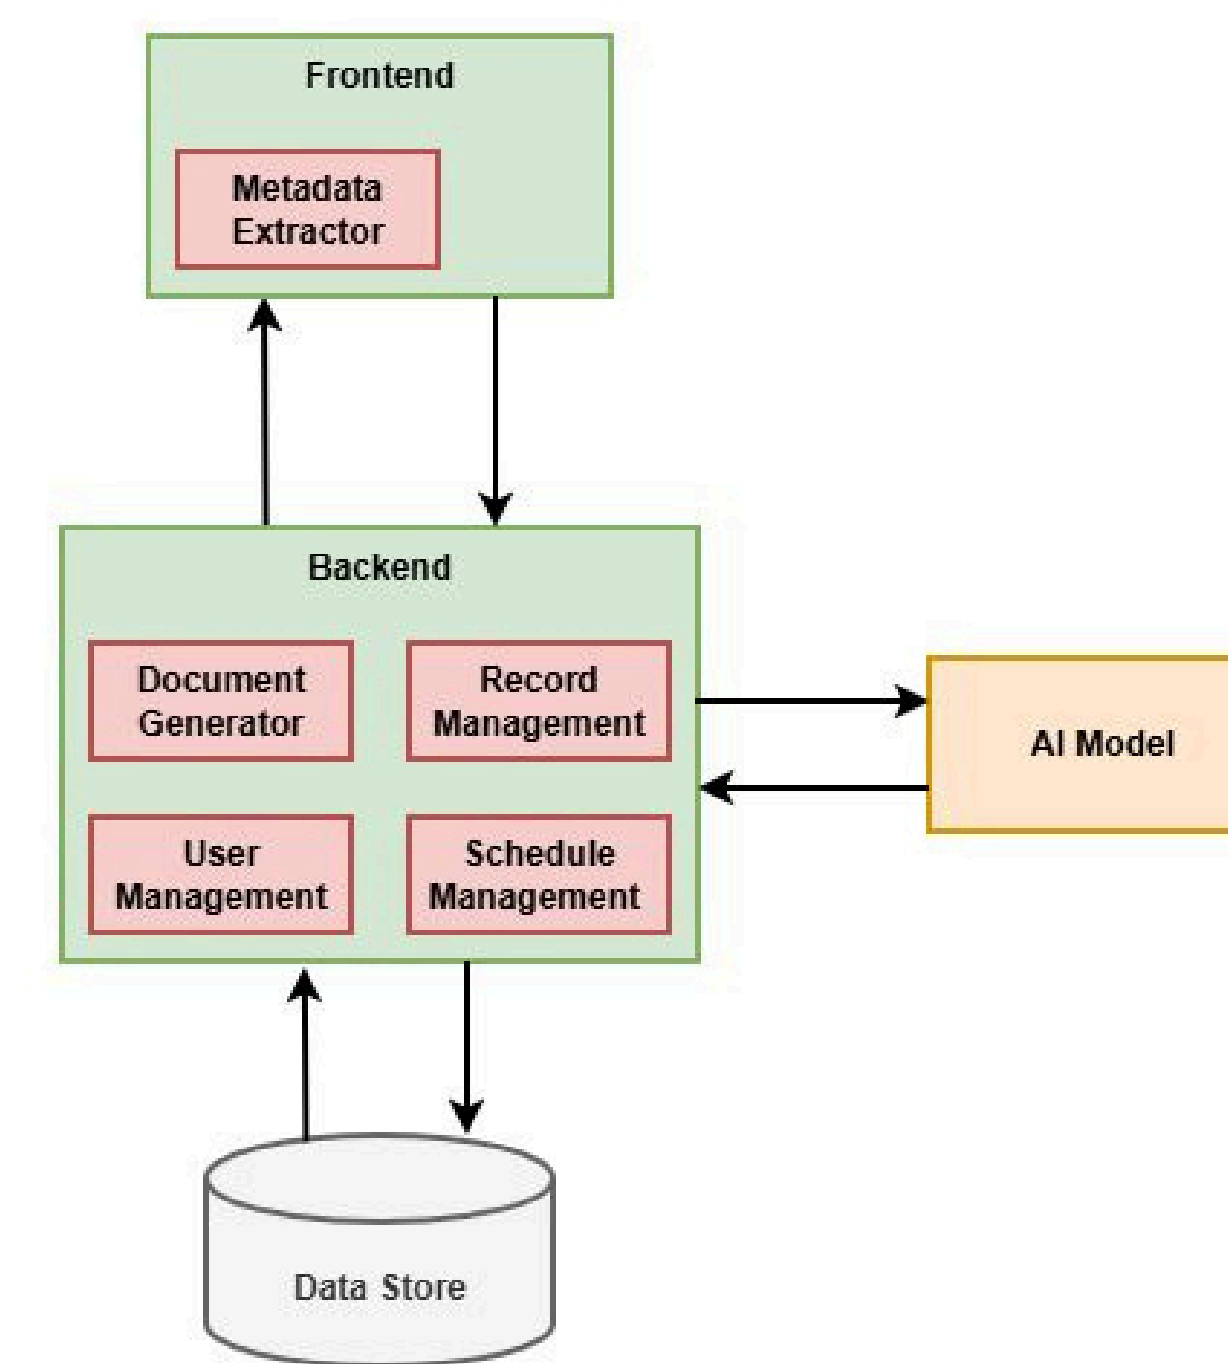 Frontend
Metadata
Extractor
Backend
Document
Generator
Record
Management
User
Management
Schedule
Management
AI Model
Data Store